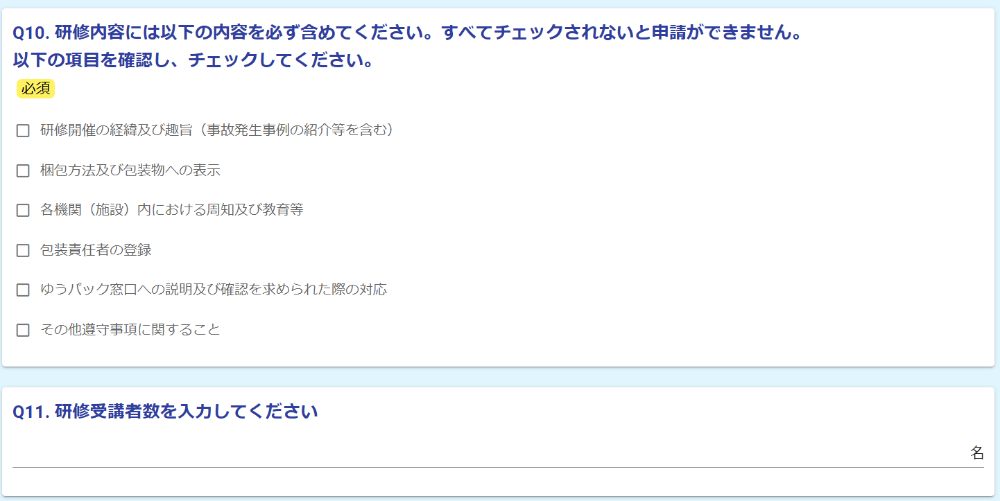 Q10. 研修内容には以下の内容を必ず含めてください。すべてチェックされないと申請ができません。
以下の項目を確認し、チェックしてください。
必須
研修開催の経緯及び趣旨（事故発生事例の紹介等を含む）
梱包方法及び包装物への表示
各機関（施設）内における周知及び教育等
包装責任者の登録
ゆうパック窓口への説明及び確認を求められた際の対応
その他遵守事項に関すること
Q11. 研修受講者数を入力してください
名